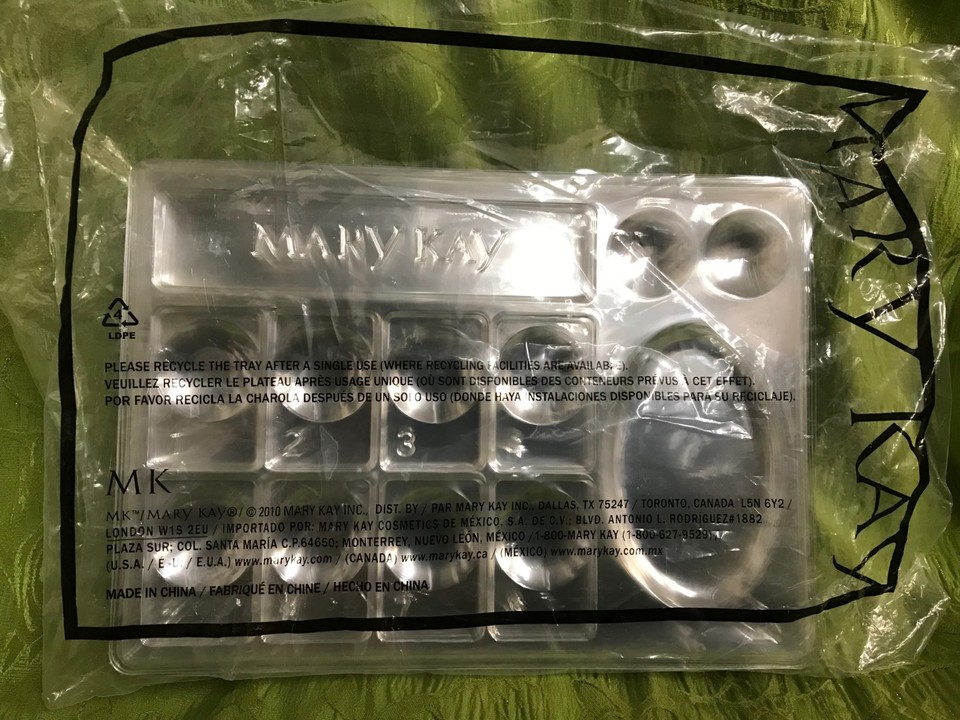 MARY KAY
MARY KAY
4
LDPE
PLEASE RECYCLE THE TRAY AFTER A SINGLE USE (WHERE RECYCLING FACILITIES ARE AVAILABLE).
VEUILLEZ RECYCLER LE PLATEAU APRÈS USAGE UNIQUE (OÙ SONT DISPONIBLES DES CONTENEURS PRÉVUS À CET EFFET).
POR FAVOR RECICLA LA CHAROLA DESPUÉS DE UN SOLO USO (DONDE HAYA INSTALACIONES DISPONIBLES PARA SU RECICLAJE).
2 3
MK
MK™/MARY KAY®/ © 2010 MARY KAY INC., DIST. BY / PAR MARY KAY INC., DALLAS, TX 75247 / TORONTO, CANADA L5N 6Y2 /
LONDON W1S 2EU / IMPORTADO POR: MARY KAY COSMETICS DE MÉXICO, S.A. DE C.V.; BLVD. ANTONIO L. RODRÍGUEZ#1882
PLAZA SUR; COL. SANTA MARÍA C.P.64650; MONTERREY, NUEVO LEÓN, MÉXICO / 1-800-MARY KAY (1-800-627-9529)
(U.S.A. / É.-U. / E.U.A.) www.marykay.com / (CANADA) www.marykay.ca / (MÉXICO) www.marykay.com.mx
MADE IN CHINA / FABRIQUÉ EN CHINE / HECHO EN CHINA